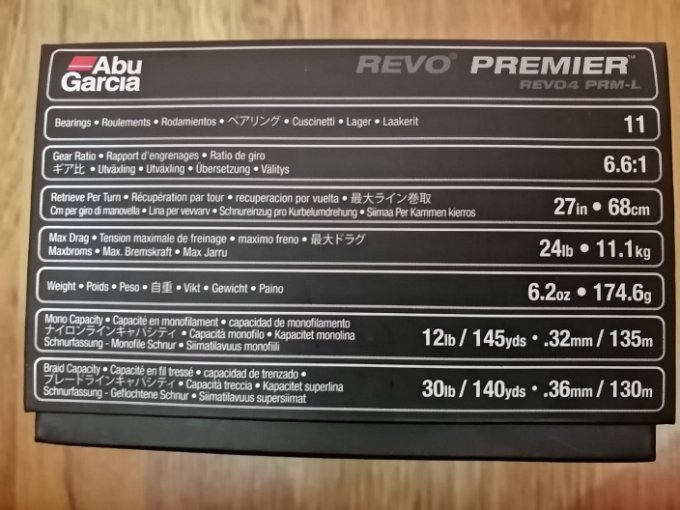 Abu Garcia
REVO® PREMIER™
REVO4 PRM-L
Bearings • Roulements • Rodamientos • ベアリング • Cuscinetti • Lager • Laakerit
11
Gear Ratio • Rapport d'engrenages • Ratio de giro
ギア比 • Utväxling • Utväxling • Übersetzung • Välitys
6.6:1
Retrieve Per Turn • Récupération par tour • recuperacion por vuelta • 最大ライン巻取
Cm per giro di manovella • Lina per vevvarv • Schnureinzug pro Kurbelumdrehung • Siimaa Per Kammen kierros
27in • 68cm
Max Drag • Tension maximale de freinage • maximo freno • 最大ドラグ
Maxbroms • Max. Bremskraft • Max Jarru
24lb • 11.1kg
Weight • Poids • Peso • 自重 • Vikt • Gewicht • Paino
6.2oz • 174.6g
Mono Capacity • Capacité en monofilament • capacidad de monofilamento
ナイロンラインキャパシティ • Capacità monofilo • Kapacitet monolina
Schnurfassung - Monofile Schnur • Siimatilavuus monofiili
12lb / 145yds • .32mm / 135m
Braid Capacity • Capacité en fil tressé • capacidad de trenzado •
ブレードラインキャパシティ • Capacità treccia • Kapasitet superlina
Schnurfassung - Geflochtene Schnur • Siimatilavuus supersiimat
30lb / 140yds • .36mm / 130m